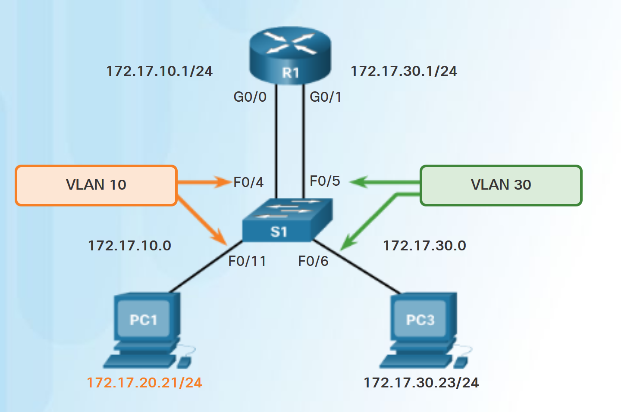 R1
172.17.10.1/24
172.17.30.1/24
G0/0
G0/1
VLAN 10
F0/4
F0/5
VLAN 30
S1
172.17.10.0
172.17.30.0
F0/11
F0/6
PC1
PC3
172.17.20.21/24
172.17.30.23/24